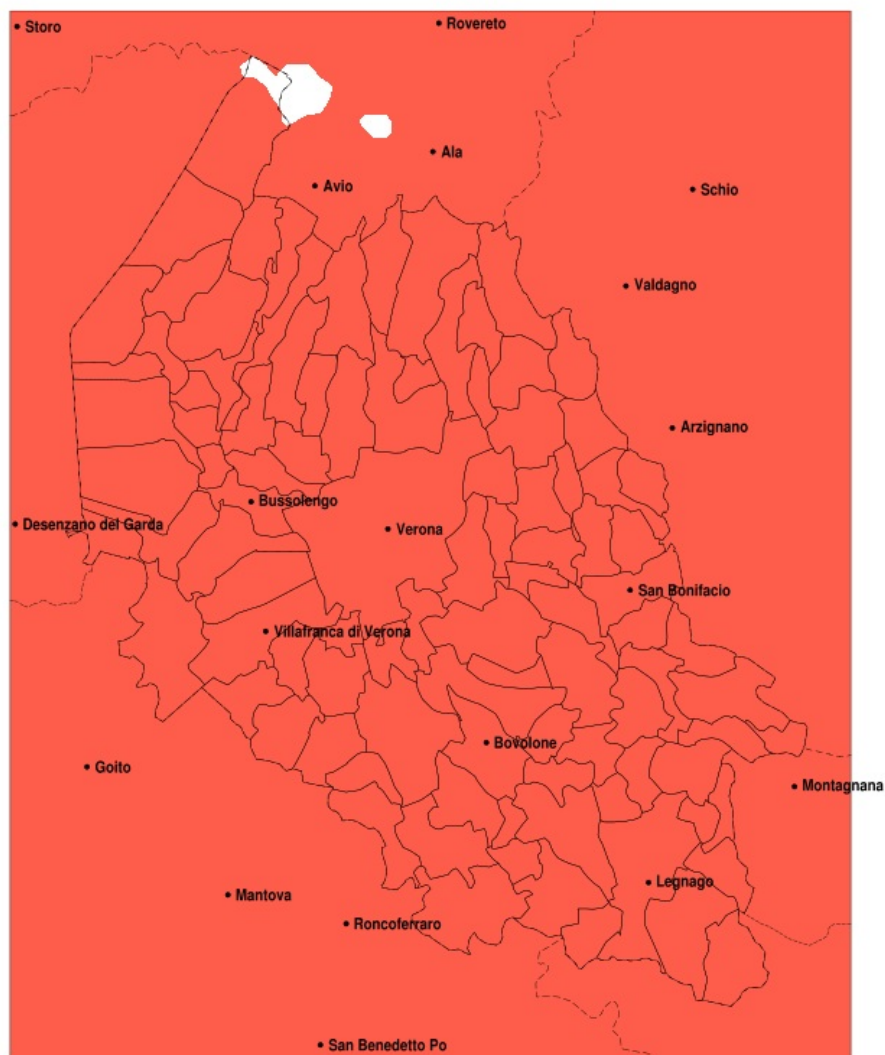 Storo
Rovereto
Ala
Avio
Schio
Valdagno
Arzignano
Bussolengo
Desenzano del Garda
Verona
San Bonifacio
Villafranca di Verona
Bovolone
Goito
Montagnana
Legnago
Mantova
Roncoferraro
San Benedetto Po